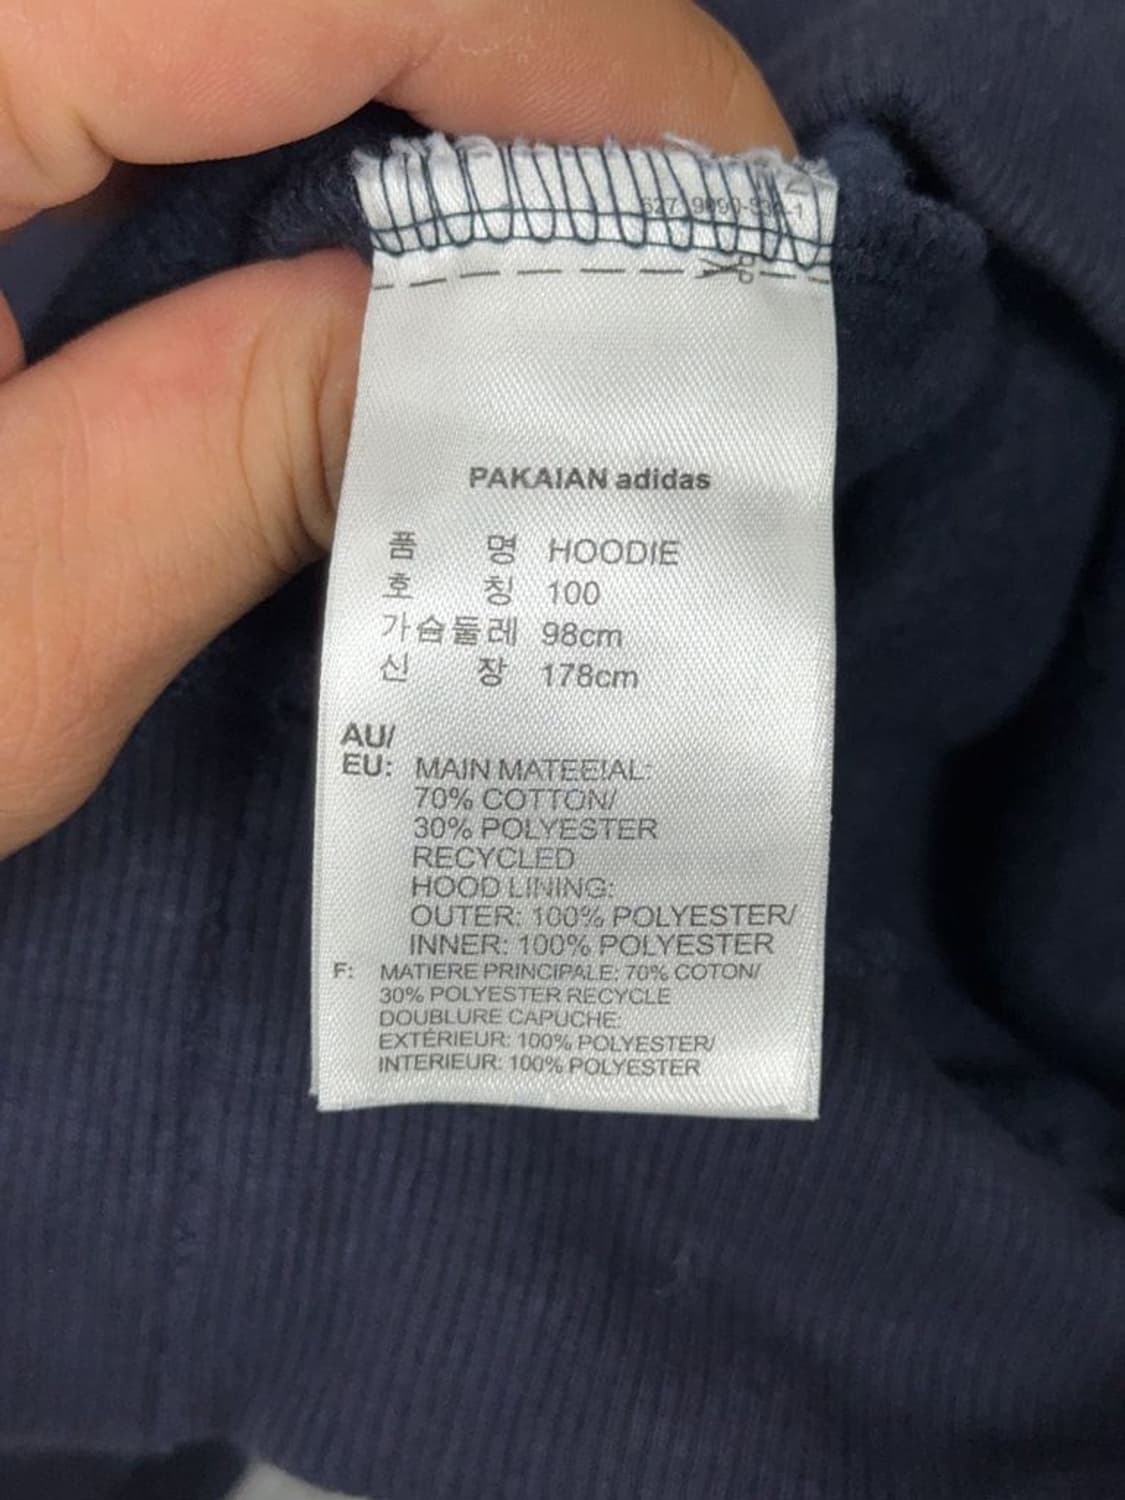 PAKAIAN adidas
품 명 HOODIE
호 칭 100
가슴둘레 98cm
신 장 178cm
AU/
EU: MAIN MATEEIAL:
70% COTTON/
30% POLYESTER
RECYCLED
HOOD LINING:
OUTER: 100% POLYESTER/
INNER: 100% POLYESTER
F: MATIERE PRINCIPALE: 70% COTON/
30% POLYESTER RECYCLE
DOUBLURE CAPUCHE:
EXTÉRIEUR: 100% POLYESTER/
INTERIEUR: 100% POLYESTER